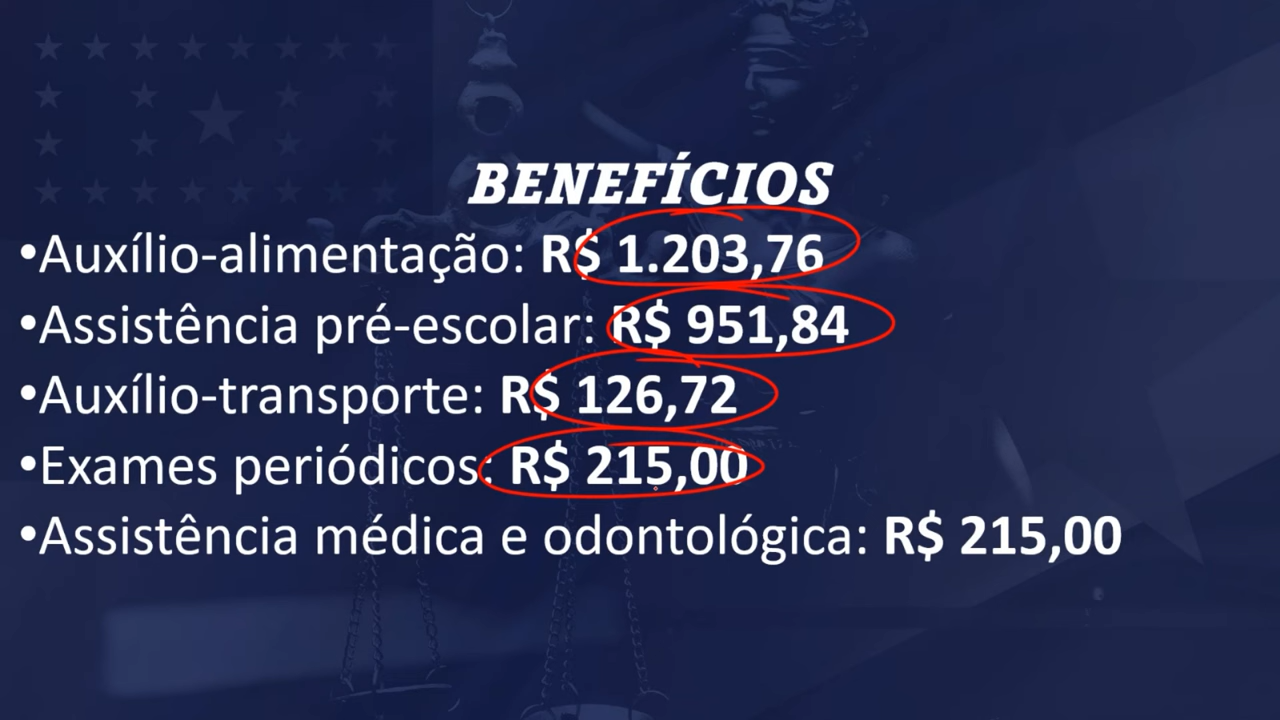 BENEFÍCIOS
•Auxílio-alimentação: R$ 1.203,76
•Assistência pré-escolar: R$ 951,84
•Auxílio-transporte: R$ 126,72
•Exames periódicos: R$ 215,00
•Assistência médica e odontológica: R$ 215,00